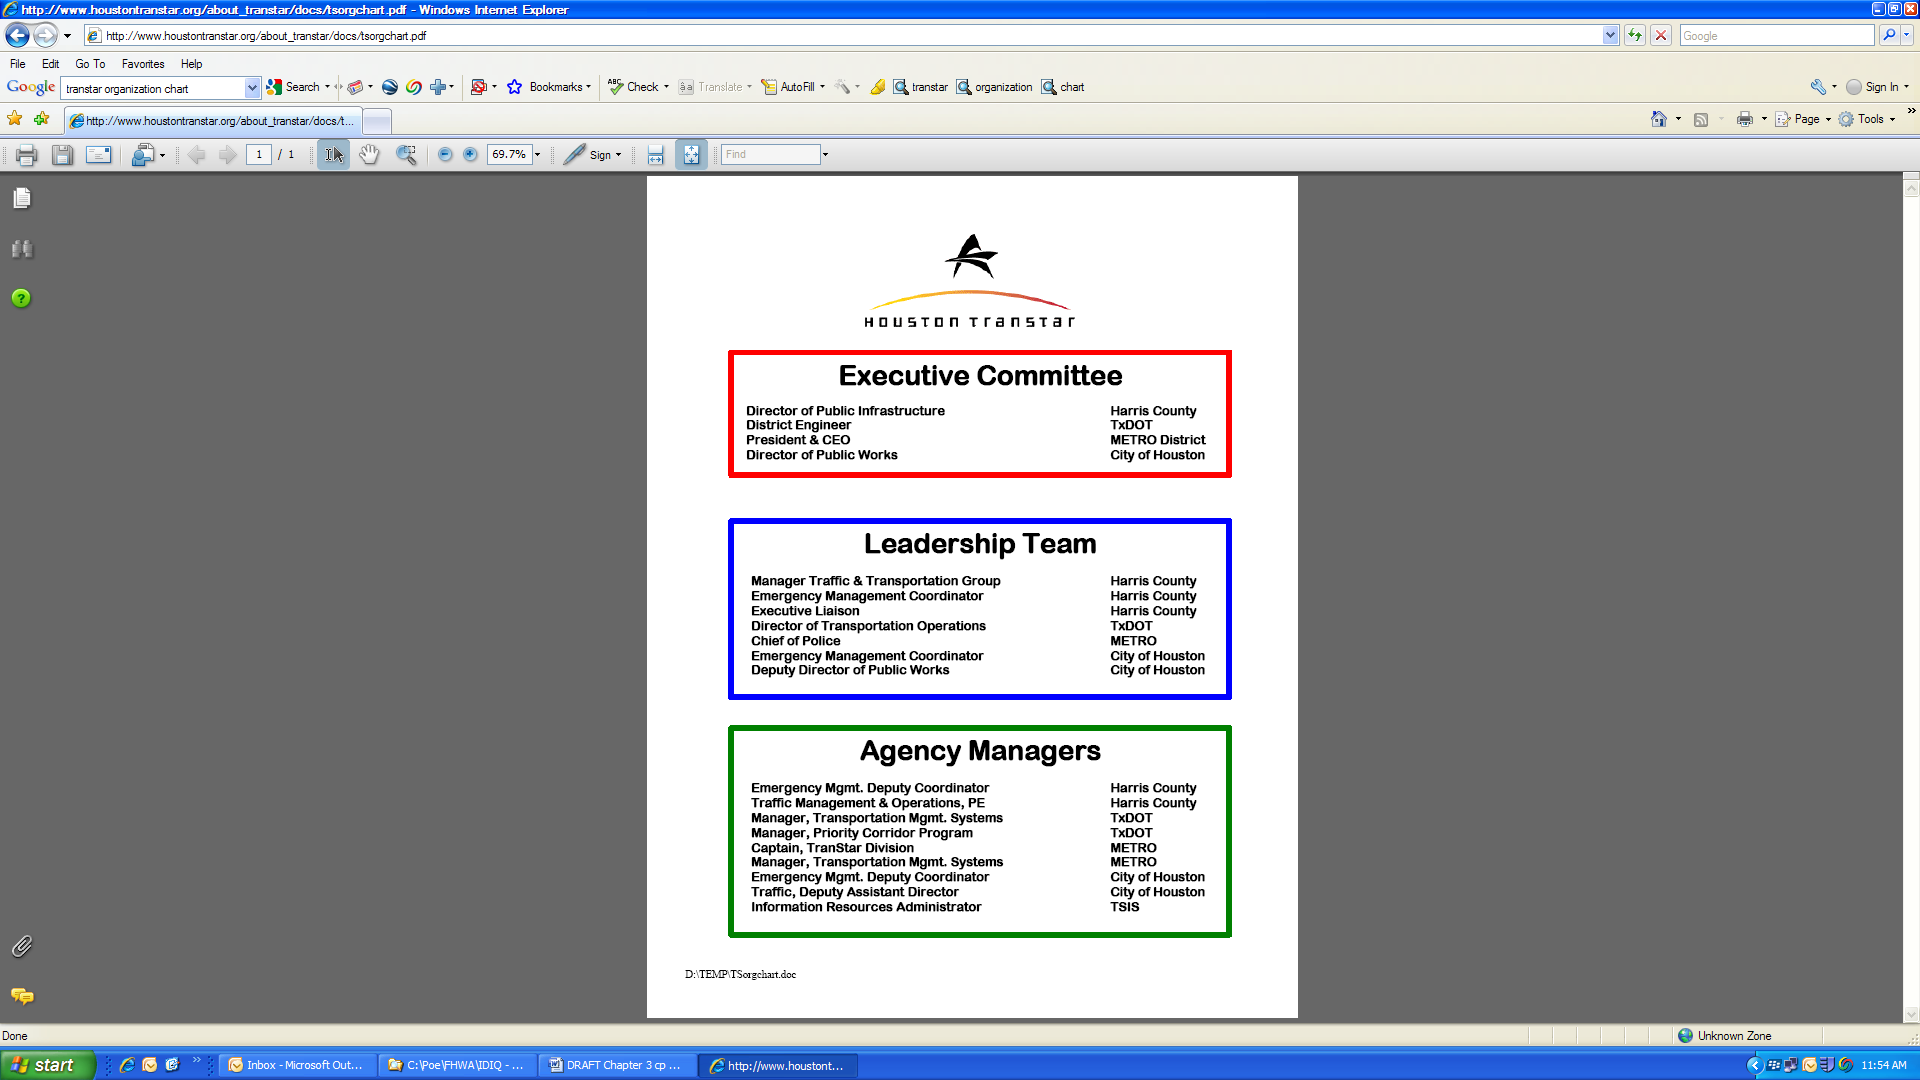 http://www.houstontranstar.org/about_transtar/docs/tsorgchart.pdf - Windows Internet Explorer
http://www.houstontranstar.org/about_transtar/docs/tsorgchart.pdf
Google
File Edit Go To Favorites Help
Google transtar organization chart Search Bookmarks ABC Check Translate AutoFill transtar organization chart Sign In
http://www.houstontranstar.org/about_transtar/docs/t... Page Tools
1 / 1 69.7% Sign Find
HOUSTON TRANSTAR
Executive Committee
Director of Public Infrastructure Harris County
District Engineer TxDOT
President & CEO METRO District
Director of Public Works City of Houston
Leadership Team
Manager Traffic & Transportation Group Harris County
Emergency Management Coordinator Harris County
Executive Liaison Harris County
Director of Transportation Operations TxDOT
Chief of Police METRO
Emergency Management Coordinator City of Houston
Deputy Director of Public Works City of Houston
Agency Managers
Emergency Mgmt. Deputy Coordinator Harris County
Traffic Management & Operations, PE Harris County
Manager, Transportation Mgmt. Systems TxDOT
Manager, Priority Corridor Program TxDOT
Captain, TranStar Division METRO
Manager, Transportation Mgmt. Systems METRO
Emergency Mgmt. Deputy Coordinator City of Houston
Traffic, Deputy Assistant Director City of Houston
Information Resources Administrator TSIS
D:\TEMP\TSorgchart.doc
Done Unknown Zone
start Inbox - Microsoft Out... C:\Poe\FHWA\IDIQ - ... DRAFT Chapter 3 cp ... http://www.houstont... 11:54 AM